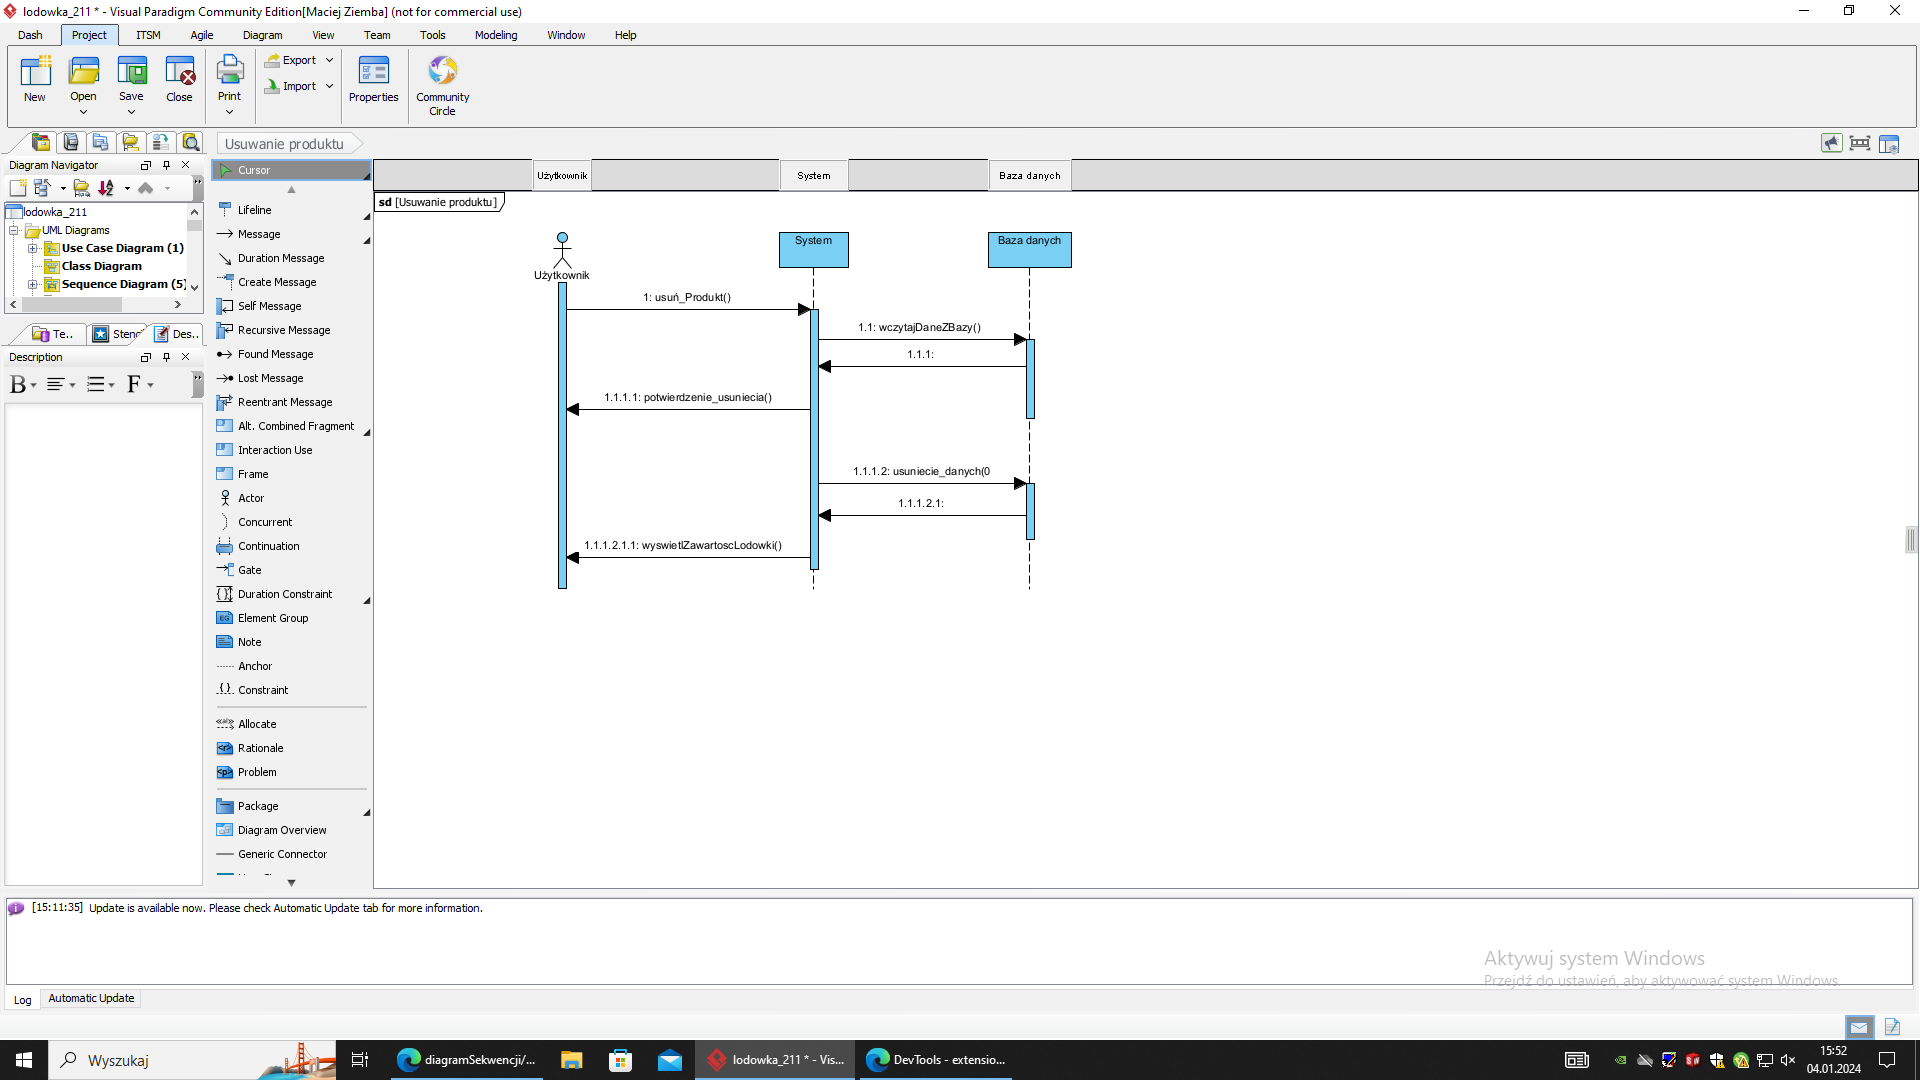 lodowka_211 * - Visual Paradigm Community Edition[Maciej Ziemba] (not for commercial use)
Dash Project ITSM Agile Diagram View Team Tools Modeling Window Help
New Open Save Close Print Export Import Properties Community Circle
Usuwanie produktu
Diagram Navigator
lodowka_211
UML Diagrams
Use Case Diagram (1)
Class Diagram
Sequence Diagram (5)
Te.. Stenc Des..
Description
B F
Cursor
Lifeline
Message
Duration Message
Create Message
Self Message
Recursive Message
Found Message
Lost Message
Reentrant Message
Alt. Combined Fragment
Interaction Use
Frame
Actor
Concurrent
Continuation
Gate
Duration Constraint
Element Group
Note
Anchor
Constraint
Allocate
Rationale
Problem
Package
Diagram Overview
Generic Connector
Użytkownik System Baza danych
sd [Usuwanie produktu]
System Baza danych
Użytkownik
1: usuń_Produkt()
1.1: wczytajDaneZBazy()
1.1.1:
1.1.1.1: potwierdzenie_usuniecia()
1.1.1.2: usuniecie_danych(0
1.1.1.2.1:
1.1.1.2.1.1: wyswietlZawartoscLodowki()
[15:11:35] Update is available now. Please check Automatic Update tab for more information.
Aktywuj system Windows
Przejdź do ustawień, aby aktywować system Windows.
Log Automatic Update
Wyszukaj
diagramSekwencji/...
lodowka_211 * - Vis...
DevTools - extensio...
15:52
04.01.2024